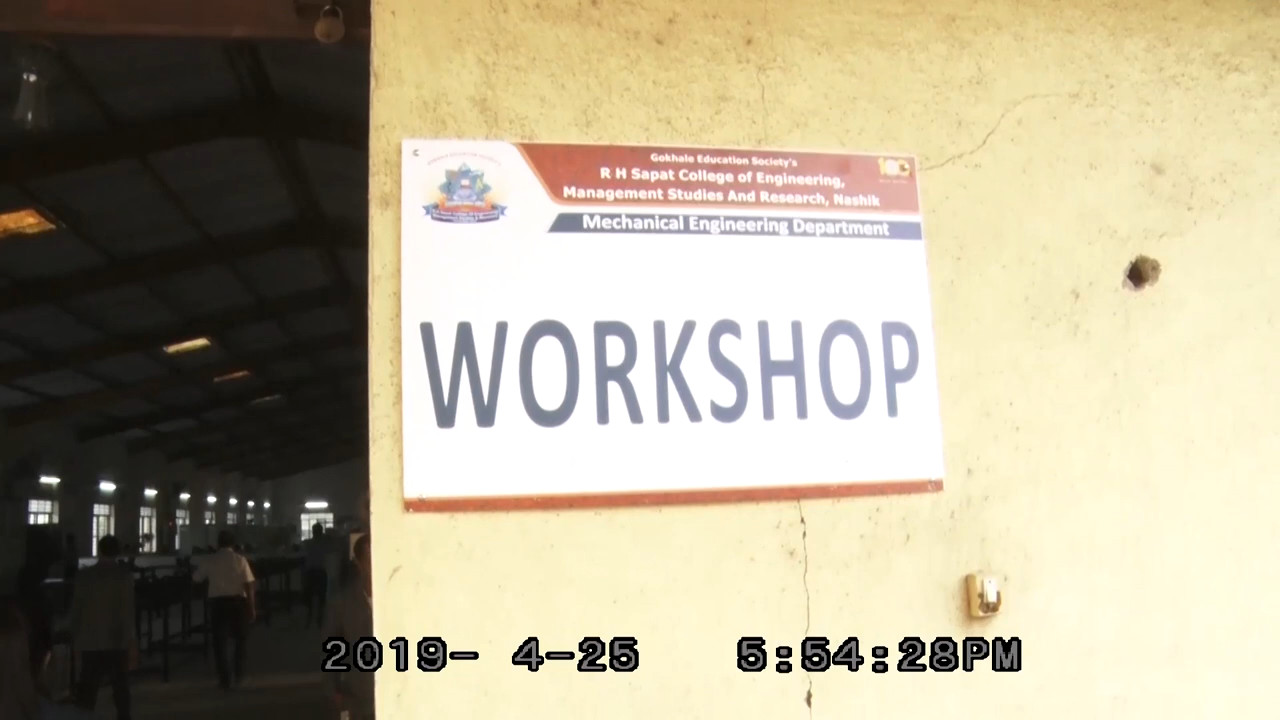 Gokhale Education Society's
R H Sapat College of Engineering,
Management Studies And Research, Nashik
Mechanical Engineering Department
WORKSHOP
2019- 4-25 5:54:28PM